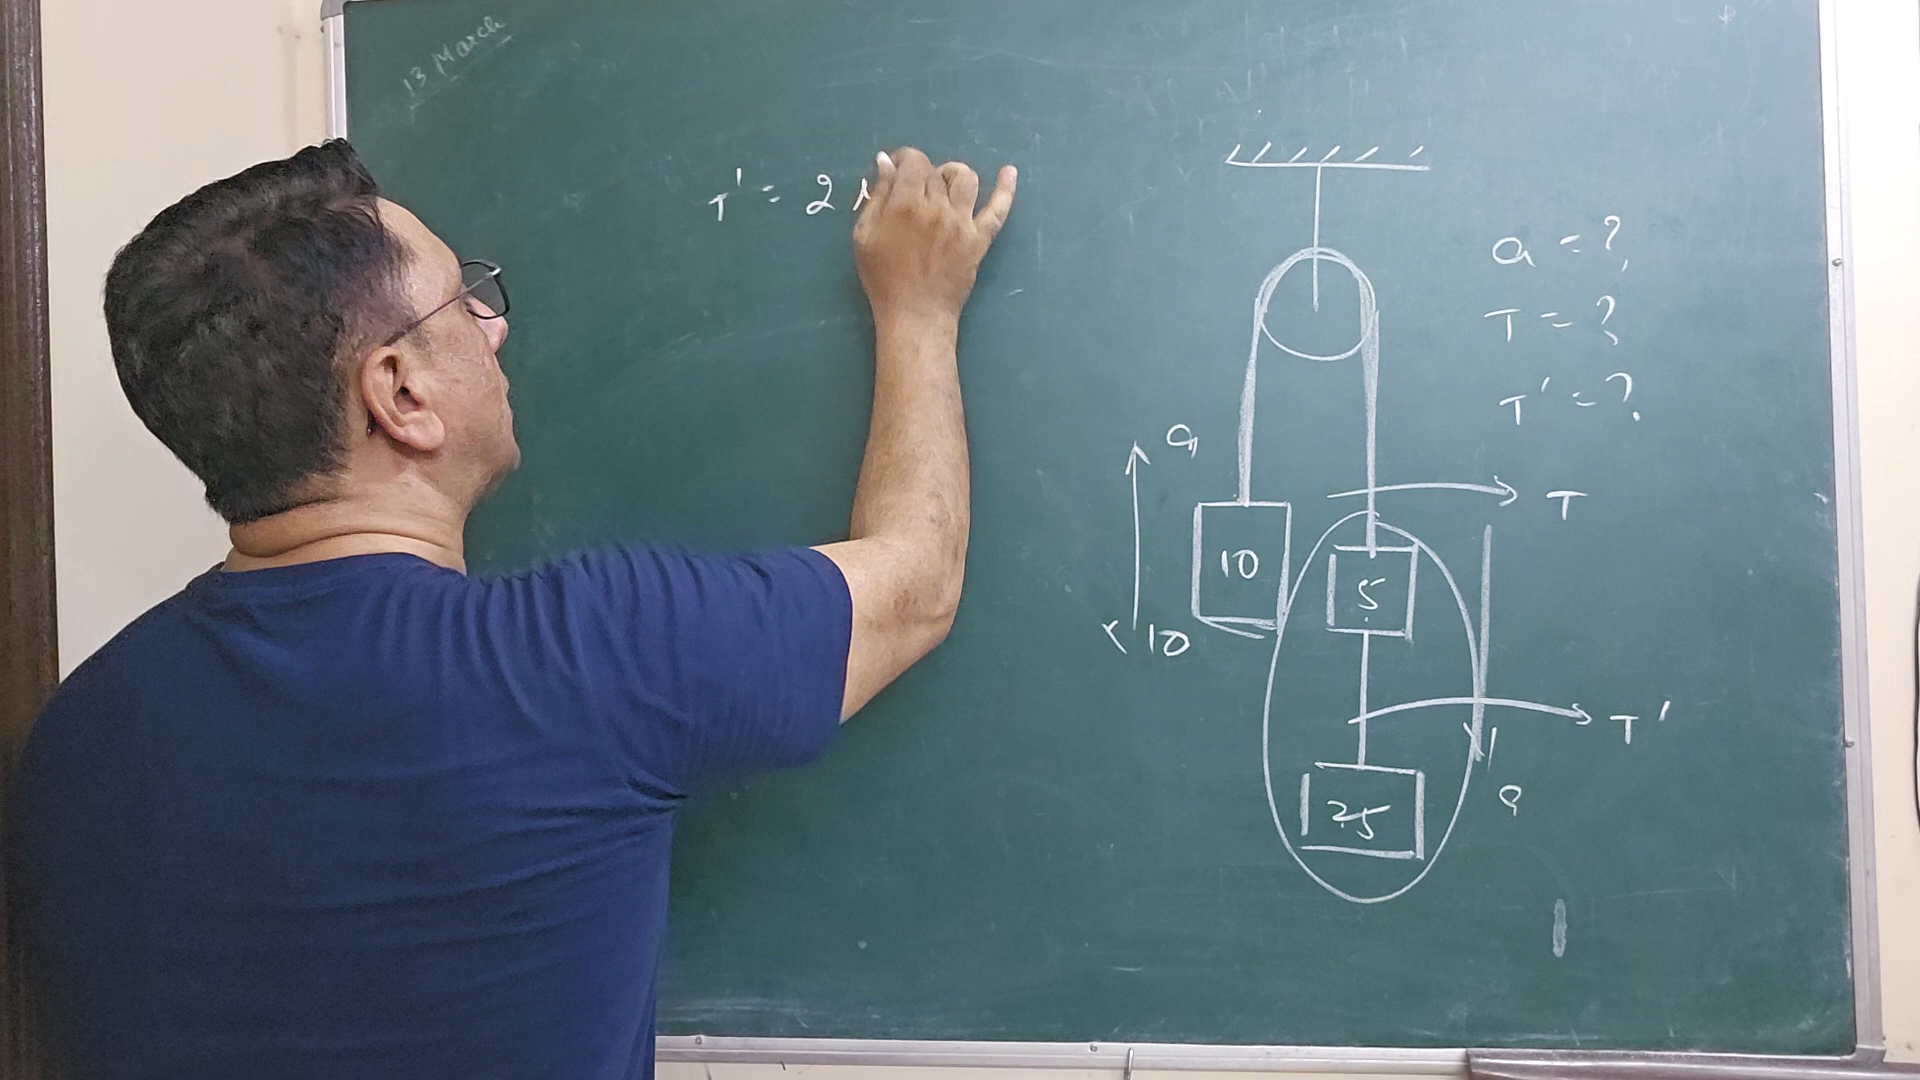 13 March
T' = 2
a = ?
T = ?
T' = ?
a
T
10
5
10
T'
25
a